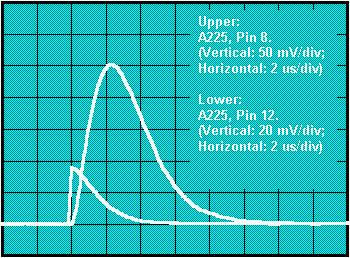 Upper:
A225, Pin 8.
(Vertical: 50 mV/div;
Horizontal: 2 us/div)
Lower:
A225, Pin 12.
(Vertical: 20 mV/div;
Horizontal: 2 us/div)